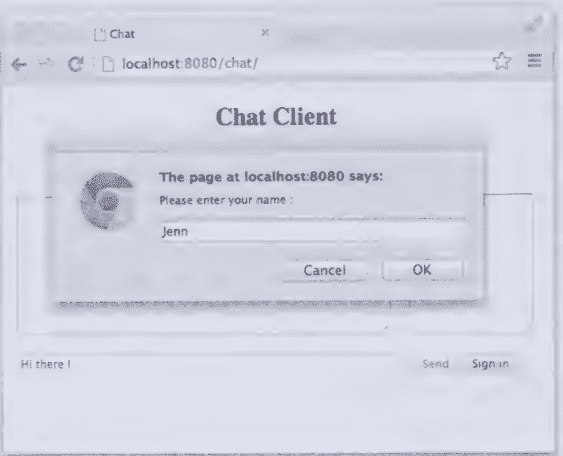 Chat
localhost:8080/chat/
Chat Client
The page at localhost:8080 says:
Please enter your name :
Jenn
Cancel OK
Hi there !
Send Sign in